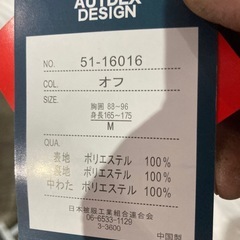 AUTDEX
DESIGN
NO. 51-16016
COL. オフ
SIZE.
胸囲 88-96
身長165-175
M
QUA.
表地 ポリエステル 100%
裏地 ポリエステル 100%
中わた ポリエステル 100%
日本被服工業組合連合会
06-6533-1129
3-3800
中国製